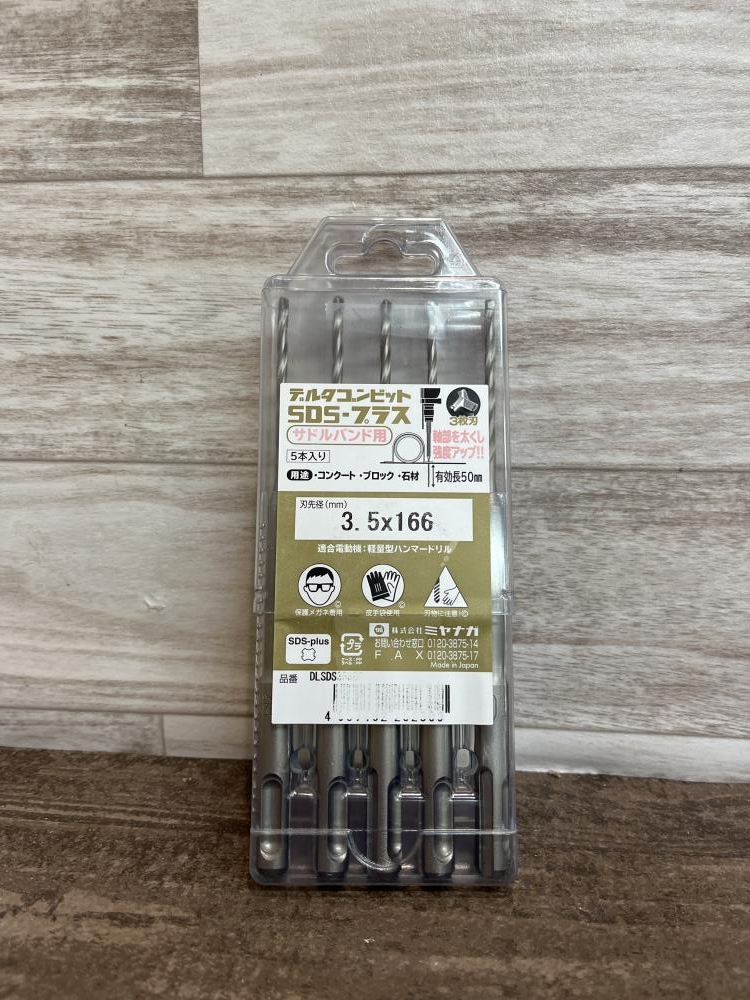 デルタゴンビット
SDS-プラス
3枚刃
サドルバンド用
軸部を太くし
強度アップ!!
5本入り
用途・コンクート・ブロック・石材
有効長50mm
刃先径(mm)
3.5x166
適合電動機：軽量型ハンマードリル
保護メガネ着用
皮手袋使用
刃物に注意!
株式会社ミヤナガ
お問い合わせ窓口 0120-3875-14
FAX 0120-3875-17
Made in Japan
SDS-plus
プラ
品番 DLSDS